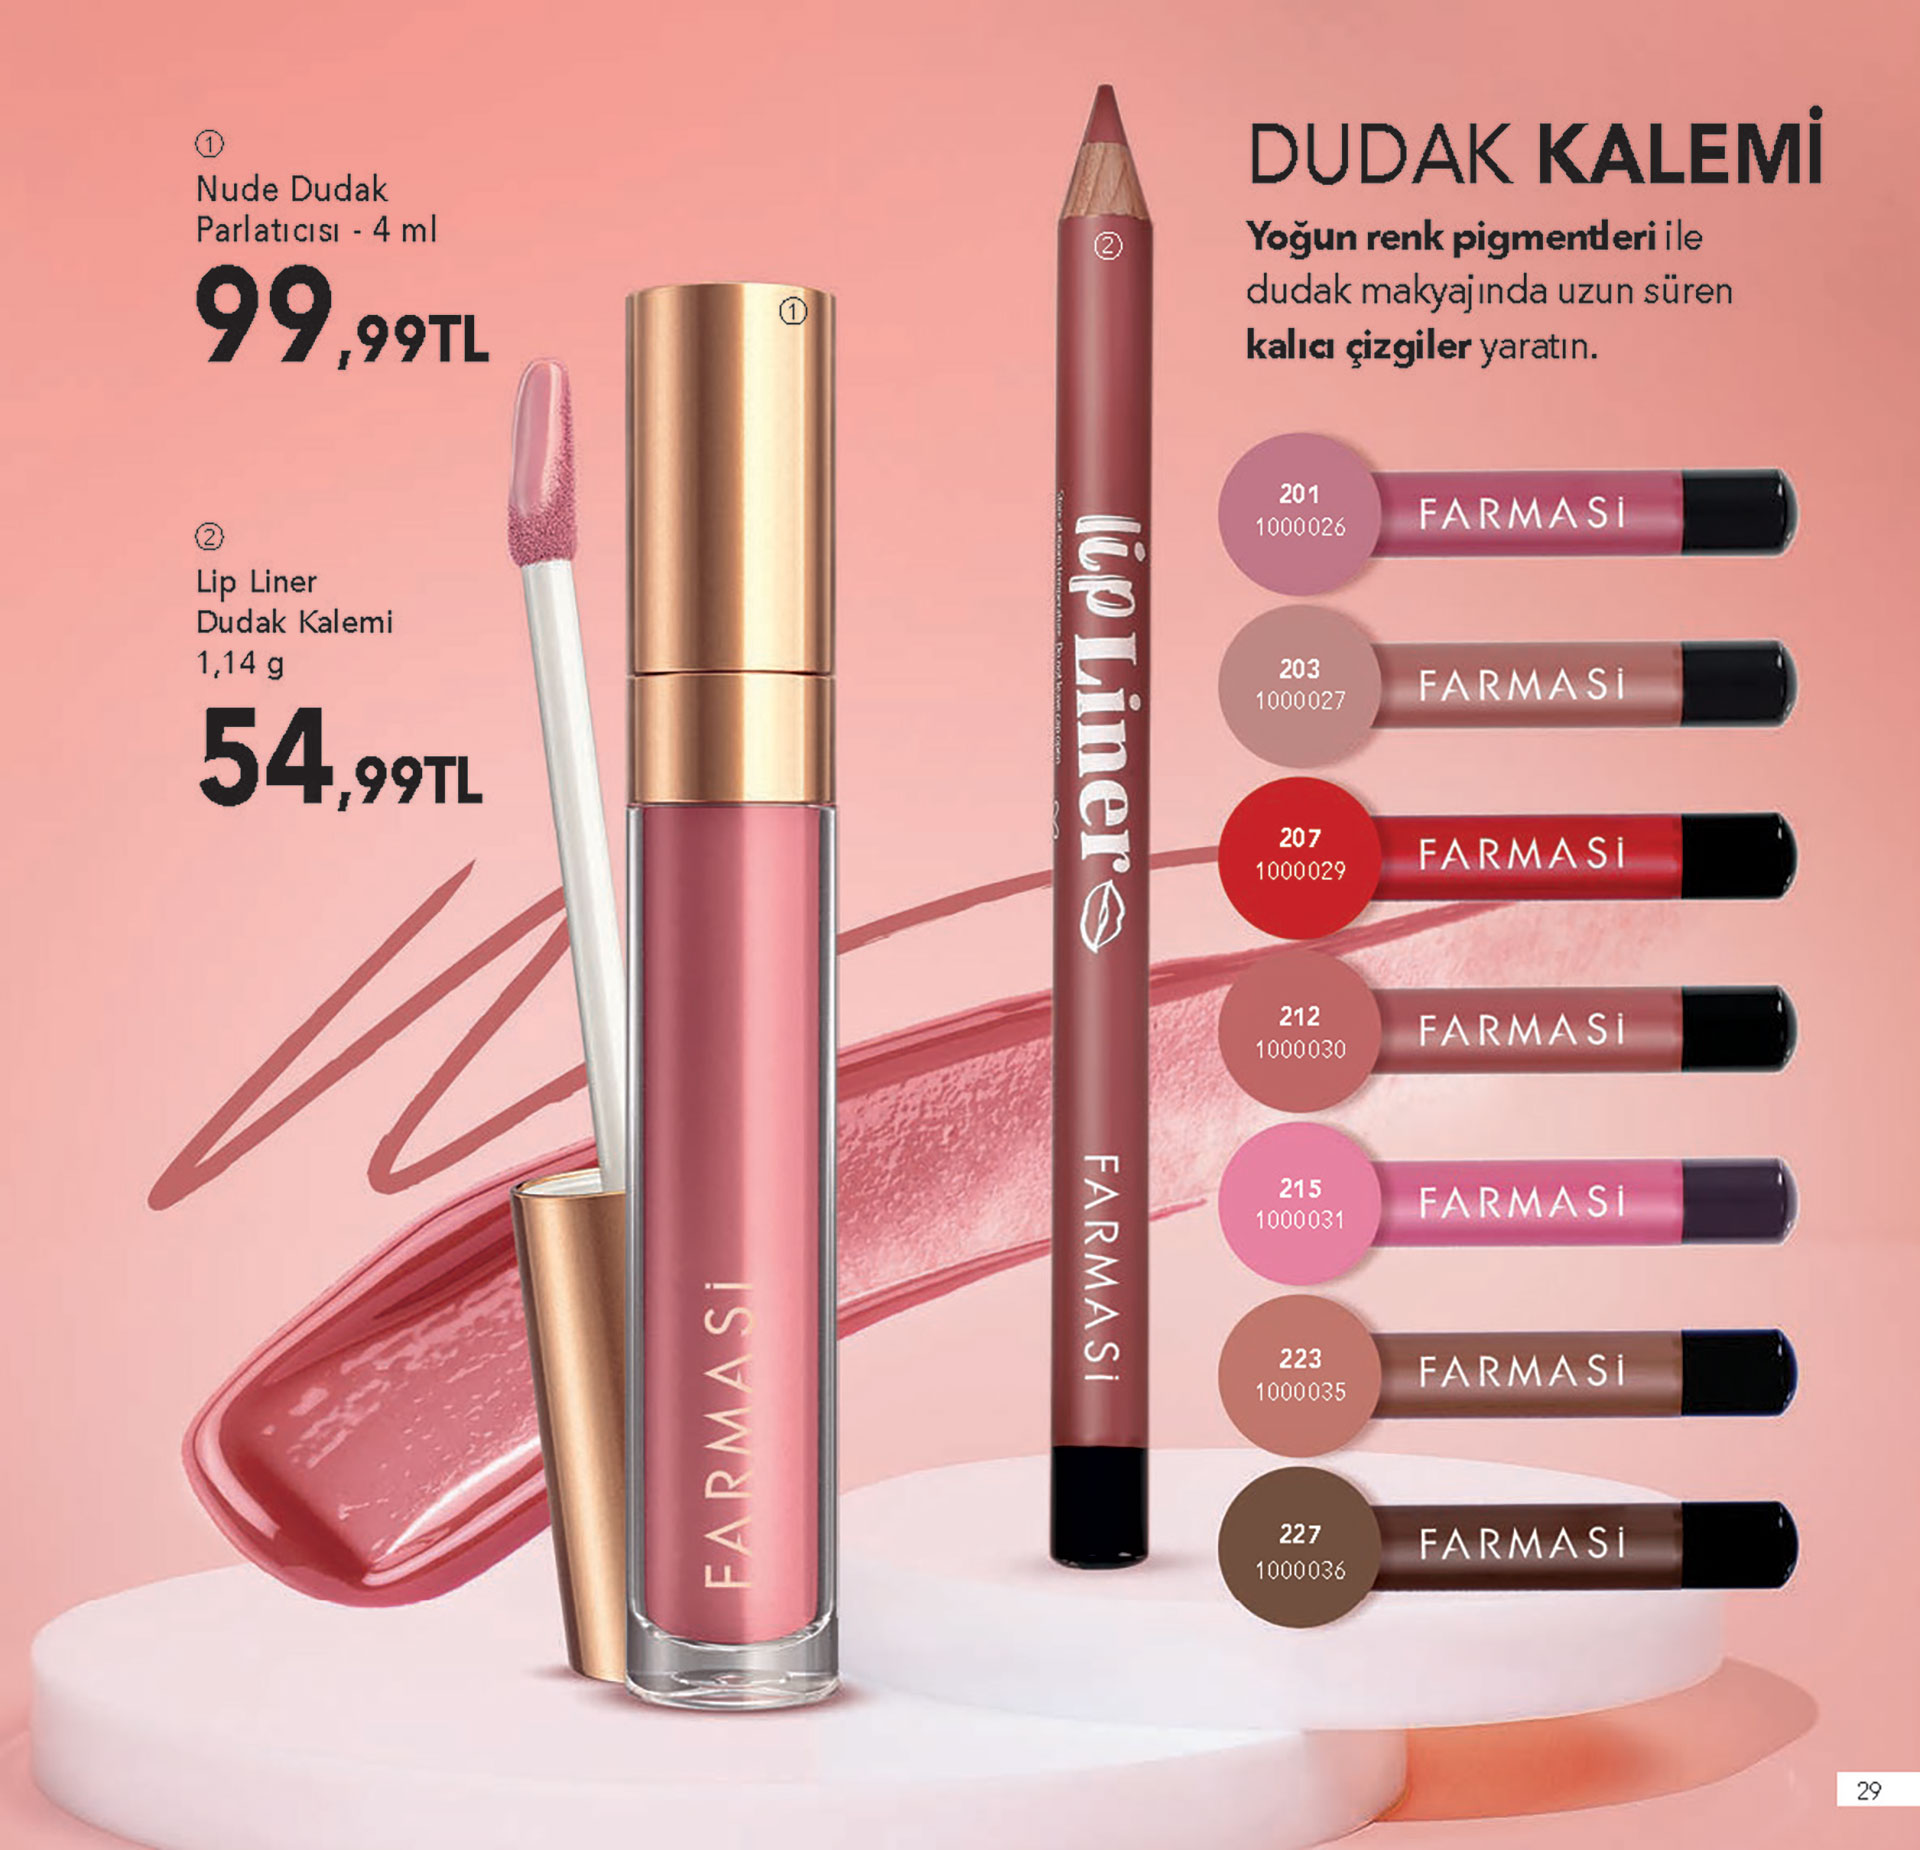 1
Nude Dudak
Parlatıcısı - 4 ml
99,99TL
2
Lip Liner
Dudak Kalemi
1,14 g
54,99TL
1
FARMASİ
2
lip Liner
FARMASİ
DUDAK KALEMİ
Yoğun renk pigmentleri ile
dudak makyajında uzun süren
kalıcı çizgiler yaratın.
201
1000026
FARMASİ
203
1000027
FARMASİ
207
1000029
FARMASİ
212
1000030
FARMASİ
215
1000031
FARMASİ
223
1000035
FARMASİ
227
1000036
FARMASİ
29